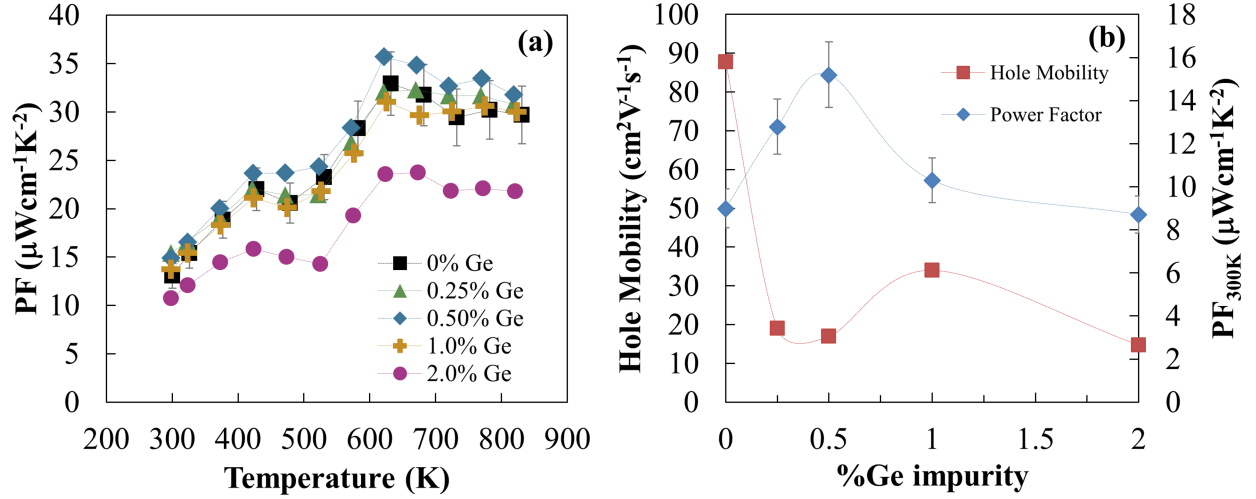 (a)
PF (μWcm⁻¹K⁻²)
40
35
30
25
20
15
10
5
0
0% Ge
0.25% Ge
0.50% Ge
1.0% Ge
2.0% Ge
200 300 400 500 600 700 800 900
Temperature (K)
(b)
Hole Mobility (cm²V⁻¹s⁻¹)
100
90
80
70
60
50
40
30
20
10
0
Hole Mobility
Power Factor
18
16
14
12
10
8
6
4
2
0
PF₃₀₀K (μWcm⁻¹K⁻²)
0 0.5 1 2
%Ge impurity